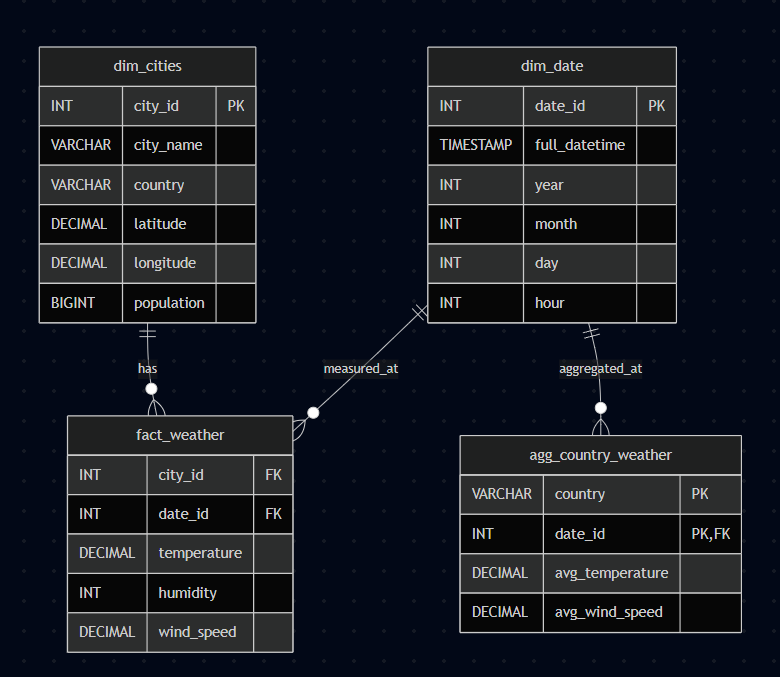 dim_cities
INT city_id PK
VARCHAR city_name
VARCHAR country
DECIMAL latitude
DECIMAL longitude
BIGINT population
dim_date
INT date_id PK
TIMESTAMP full_datetime
INT year
INT month
INT day
INT hour
has
measured_at
aggregated_at
fact_weather
INT city_id FK
INT date_id FK
DECIMAL temperature
INT humidity
DECIMAL wind_speed
agg_country_weather
VARCHAR country PK
INT date_id PK,FK
DECIMAL avg_temperature
DECIMAL avg_wind_speed